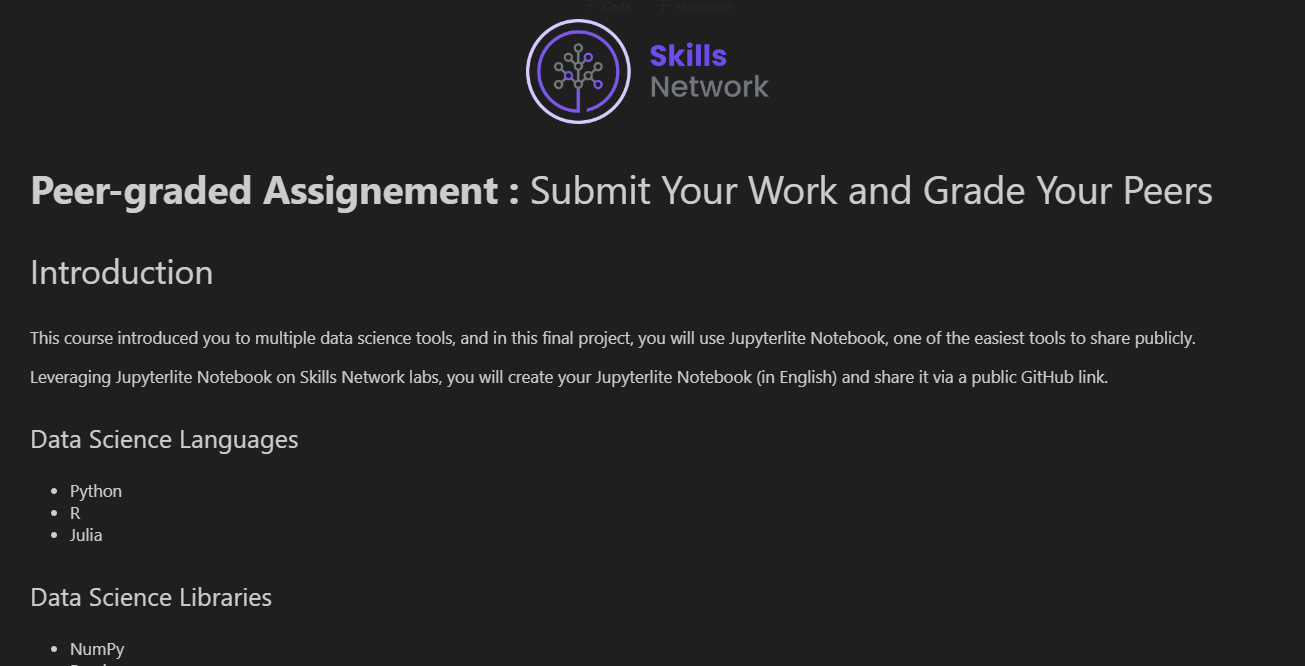 + Code + Markdown
Skills
Network
Peer-graded Assignement : Submit Your Work and Grade Your Peers
Introduction
This course introduced you to multiple data science tools, and in this final project, you will use Jupyterlite Notebook, one of the easiest tools to share publicly.
Leveraging Jupyterlite Notebook on Skills Network labs, you will create your Jupyterlite Notebook (in English) and share it via a public GitHub link.
Data Science Languages
• Python
• R
• Julia
Data Science Libraries
• NumPy